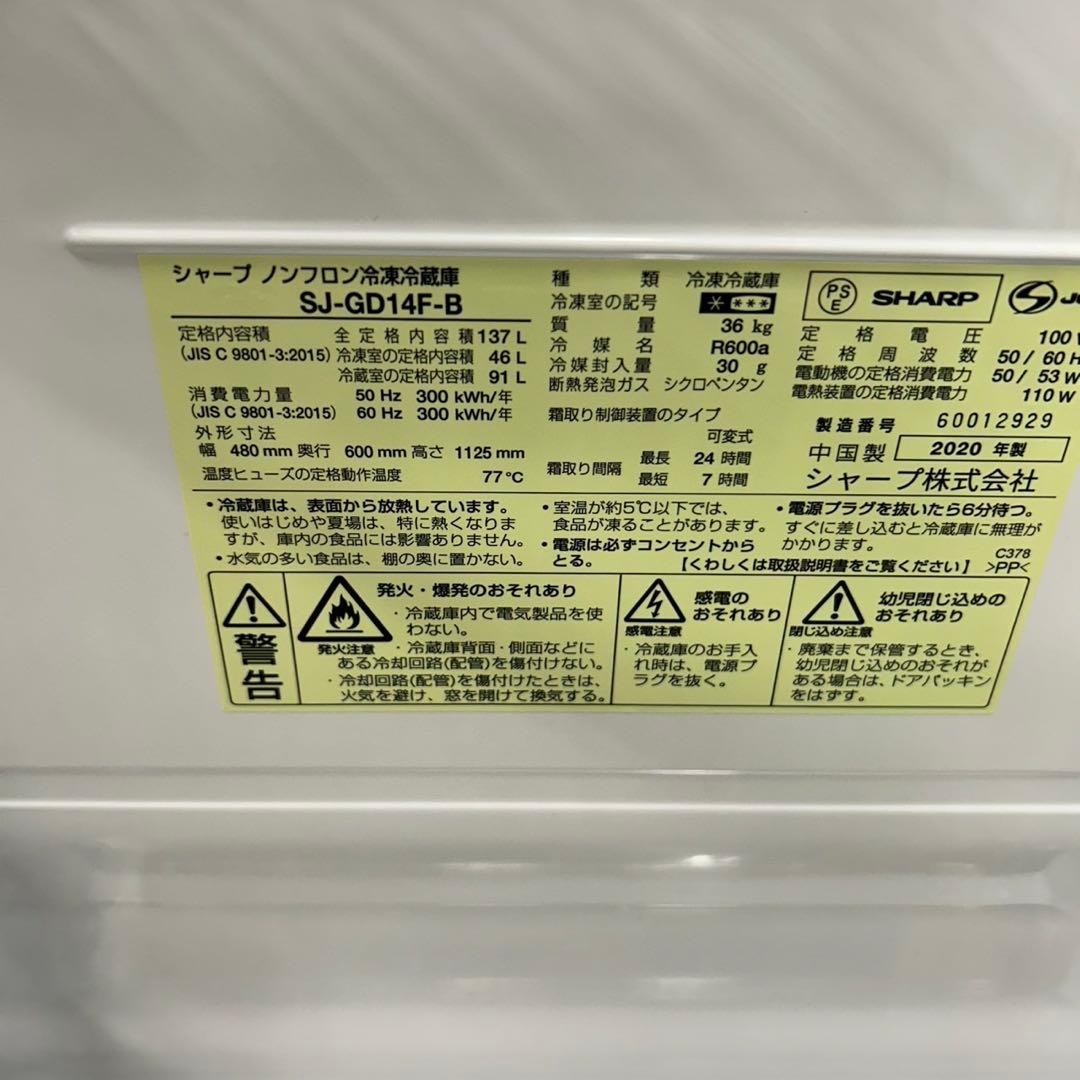 シャープ ノンフロン冷凍冷蔵庫
SJ-GD14F-B
定格内容積 全定格内容積 137 L
(JIS C 9801-3:2015) 冷凍室の定格内容積 46 L
冷蔵室の定格内容積 91 L
消費電力量 50 Hz 300 kWh/年
(JIS C 9801-3:2015) 60 Hz 300 kWh/年
外形寸法
幅 480 mm 奥行 600 mm 高さ 1125 mm
温度ヒューズの定格動作温度 77℃
種類 冷凍冷蔵庫
冷凍室の記号 * ***
質量 36 kg
冷媒名 R600a
冷媒封入量 30 g
断熱発泡ガス シクロペンタン
霜取り制御装置のタイプ
可変式
霜取り間隔 最長 24 時間
最短 7 時間
PSE SHARP
定格電圧 100
定格周波数 50 / 60 H
電動機の定格消費電力 50 / 53 W
電熱装置の定格消費電力 110 W
製造番号 60012929
中国製 2020 年製
シャープ株式会社
・冷蔵庫は、表面から放熱しています。
使いはじめや夏場は、特に熱くなりま
すが、庫内の食品には影響ありません。
・水気の多い食品は、棚の奥に置かない。
・室温が約5℃以下では、
食品が凍ることがあります。
・電源は必ずコンセントから
とる。
・電源プラグを抜いたら6分待つ。
すぐに差し込むと冷蔵庫に無理が
かかります。
C378
【くわしくは取扱説明書をご覧ください】 >PP<
警告
発火・爆発のおそれあり
発火注意
・冷蔵庫内で電気製品を使
わない。
・冷蔵庫背面・側面などに
ある冷却回路(配管)を傷付けない。
・冷却回路(配管)を傷付けたときは、
火気を避け、窓を開けて換気する。
感電の
おそれあり
感電注意
・冷蔵庫のお手入
れ時は、電源プ
ラグを抜く。
幼児閉じ込めの
おそれあり
閉じ込め注意
・廃棄まで保管するとき、
幼児閉じ込めのおそれが
ある場合は、ドアパッキン
をはずす。